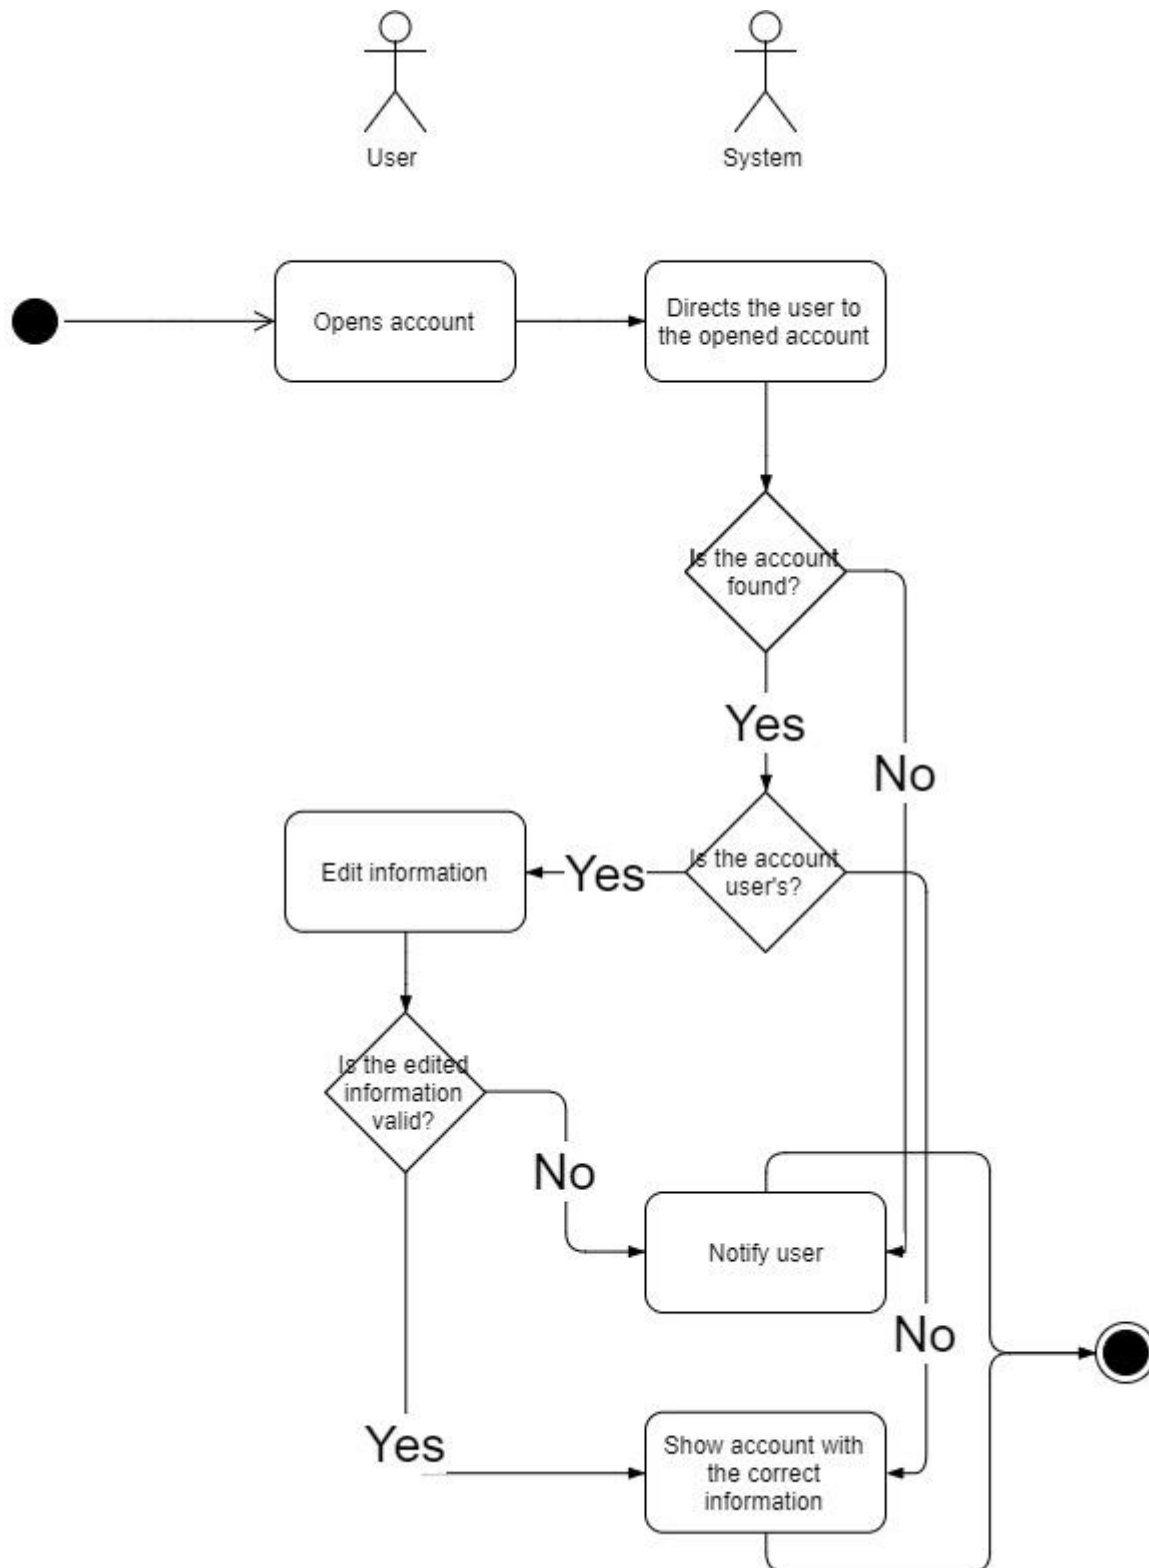 User
System
Opens account
Directs the user to
the opened account
Is the account
found?
Yes
No
Edit information
Yes
Is the account
user's?
Is the edited
information
valid?
No
Notify user
No
Yes
Show account with
the correct
information